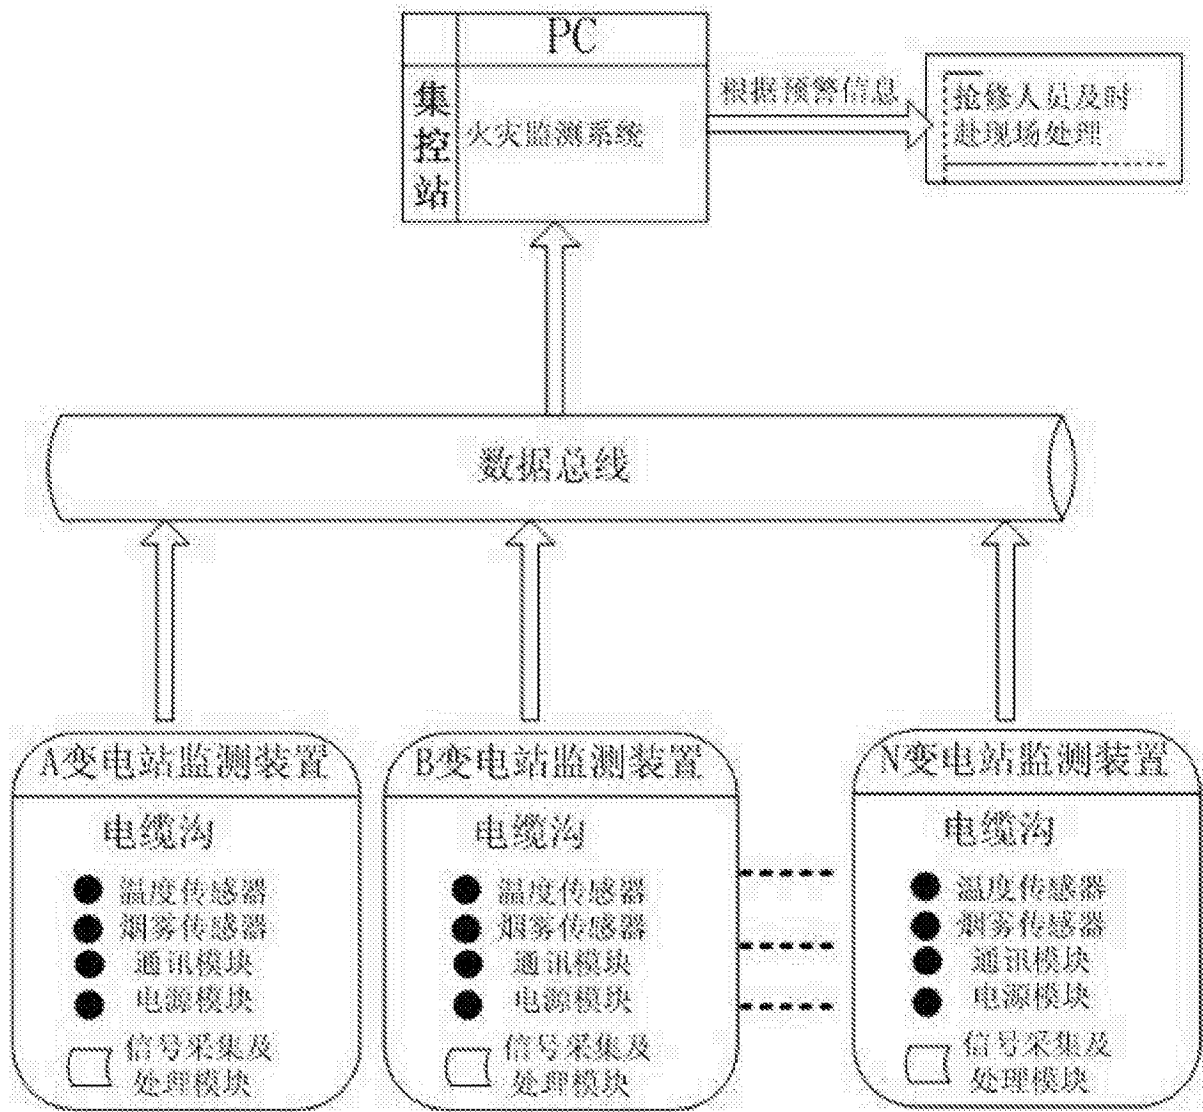 PC
集控站
火灾监测系统
根据预警信息
抢修人员及时
赴现场处理
数据总线
A变电站监测装置
电缆沟
温度传感器
烟雾传感器
通讯模块
电源模块
信号采集及
处理模块
B变电站监测装置
电缆沟
温度传感器
烟雾传感器
通讯模块
电源模块
信号采集及
处理模块
N变电站监测装置
电缆沟
温度传感器
烟雾传感器
通讯模块
电源模块
信号采集及
处理模块